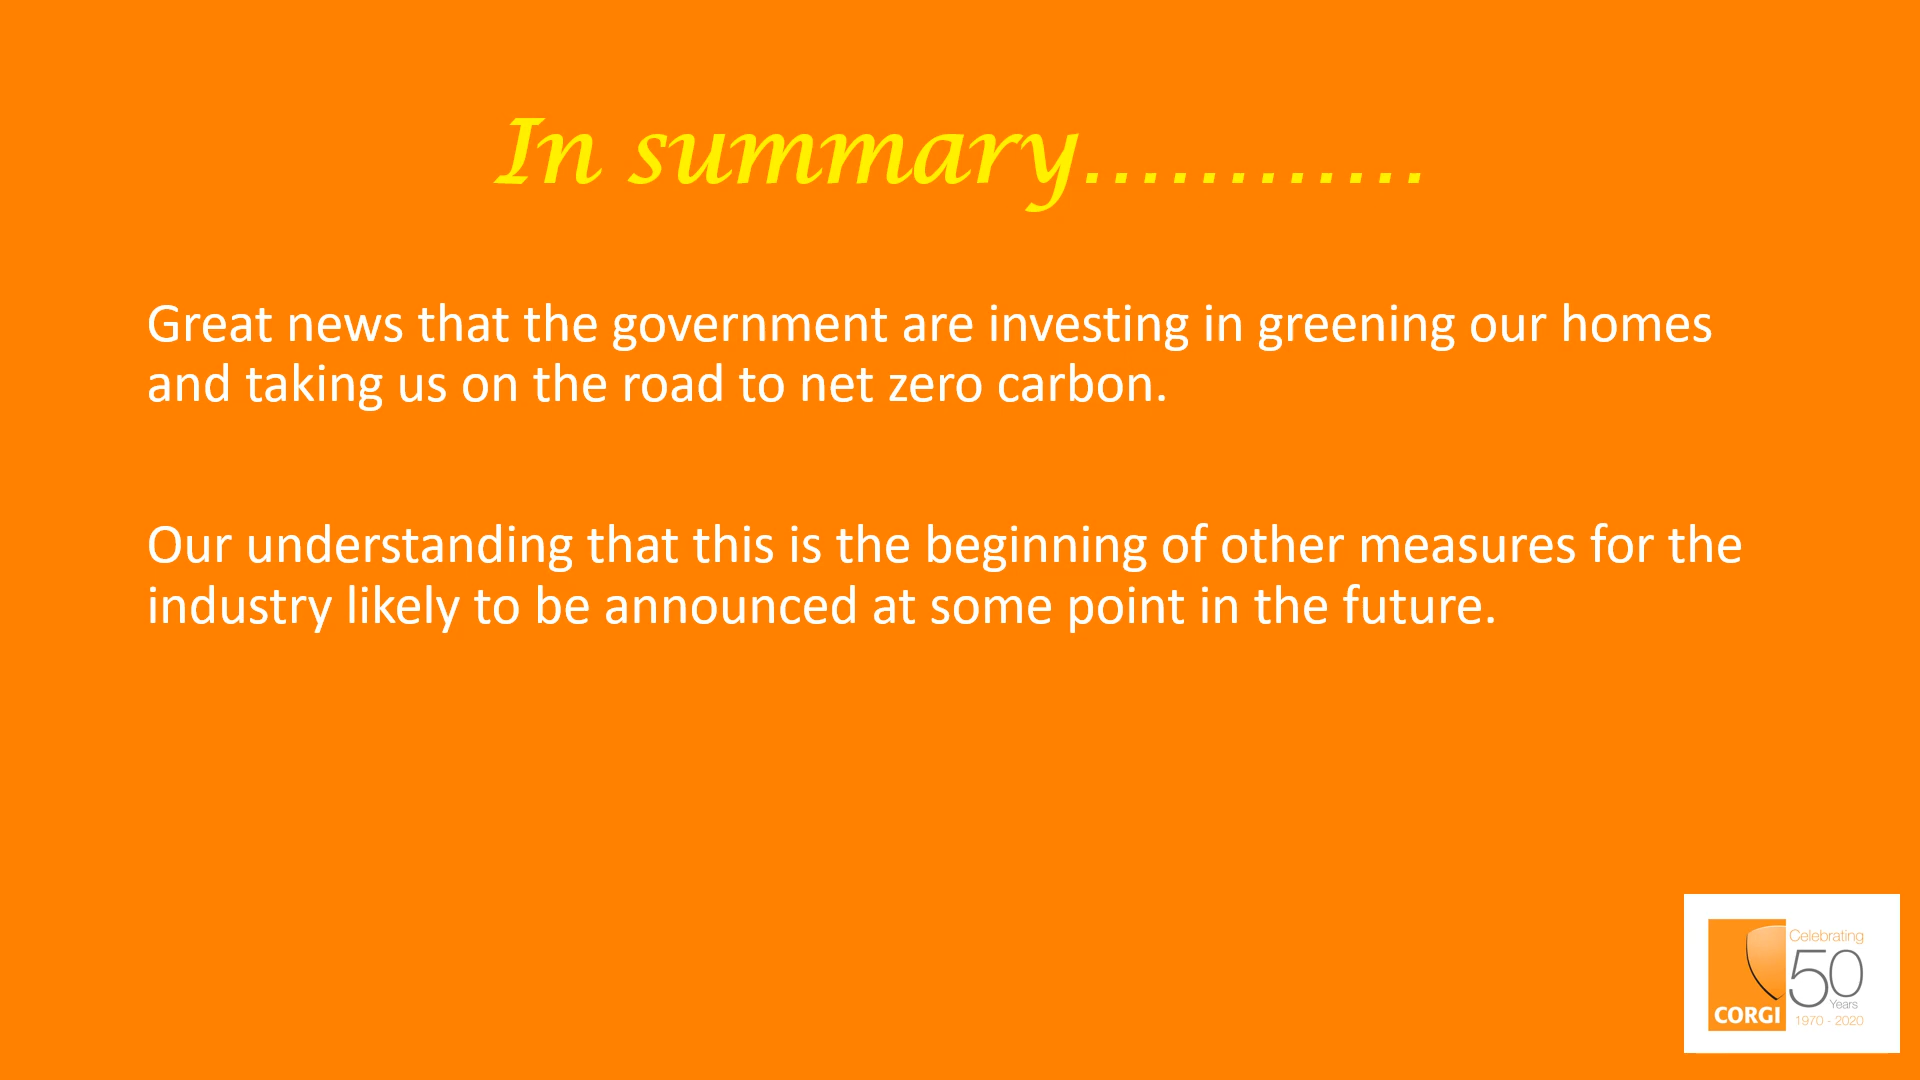 In summary............
Great news that the government are investing in greening our homes
and taking us on the road to net zero carbon.
Our understanding that this is the beginning of other measures for the
industry likely to be announced at some point in the future.
Celebrating
50
Years
CORGI
1970 - 2020